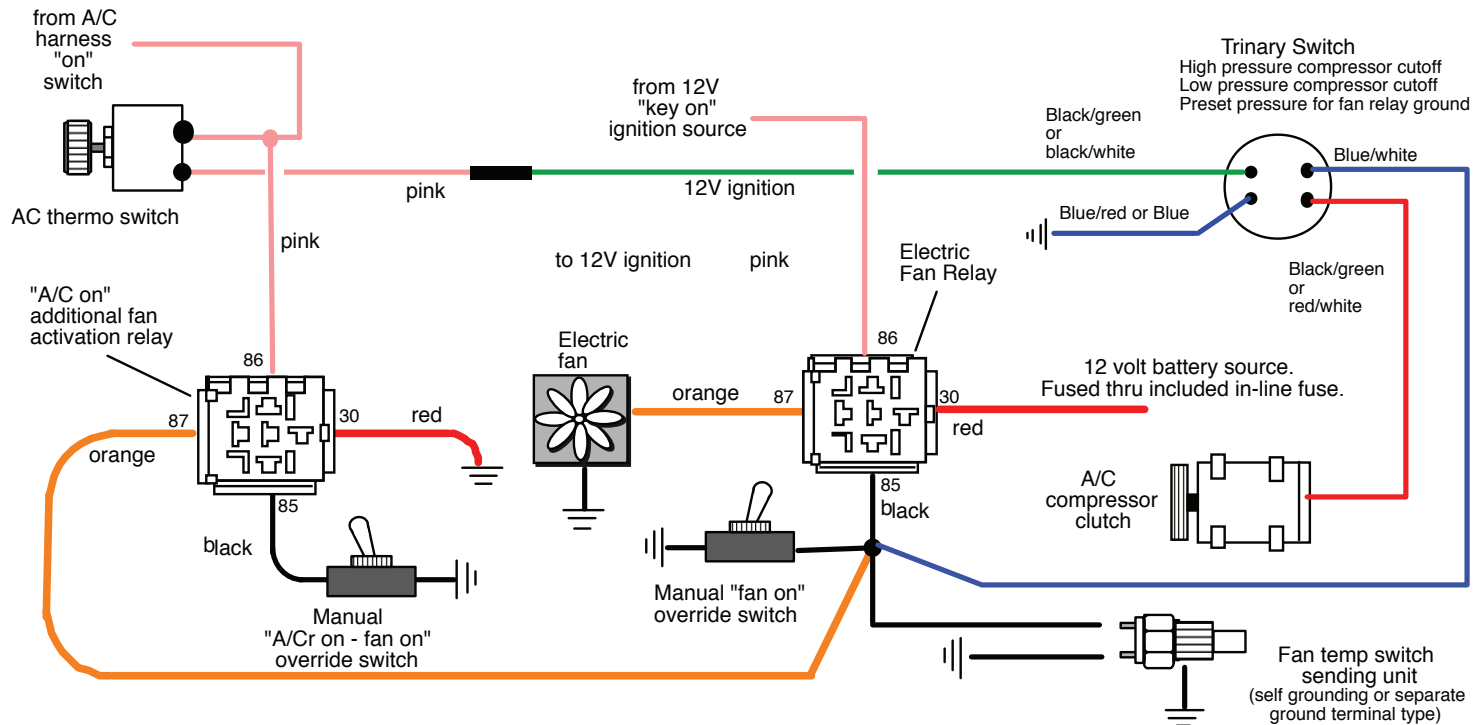 from A/C
harness
"on"
switch
AC thermo switch
pink
12V ignition
from 12V
"key on"
ignition source
Black/green
or
black/white
Trinary Switch
High pressure compressor cutoff
Low pressure compressor cutoff
Preset pressure for fan relay ground
Blue/white
Blue/red or Blue
Black/green
or
red/white
pink
to 12V ignition
pink
Electric
Fan Relay
"A/C on"
additional fan
activation relay
86
87
30
85
orange
red
black
Manual
"A/Cr on - fan on"
override switch
Electric
fan
orange
86
87
30
85
red
black
12 volt battery source.
Fused thru included in-line fuse.
A/C
compressor
clutch
Manual "fan on"
override switch
Fan temp switch
sending unit
(self grounding or separate
ground terminal type)